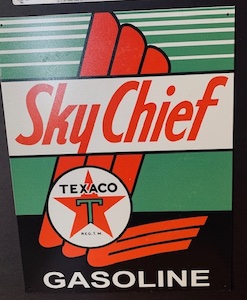 Sky Chief
TEXACO
T
REG. T.M.
GASOLINE